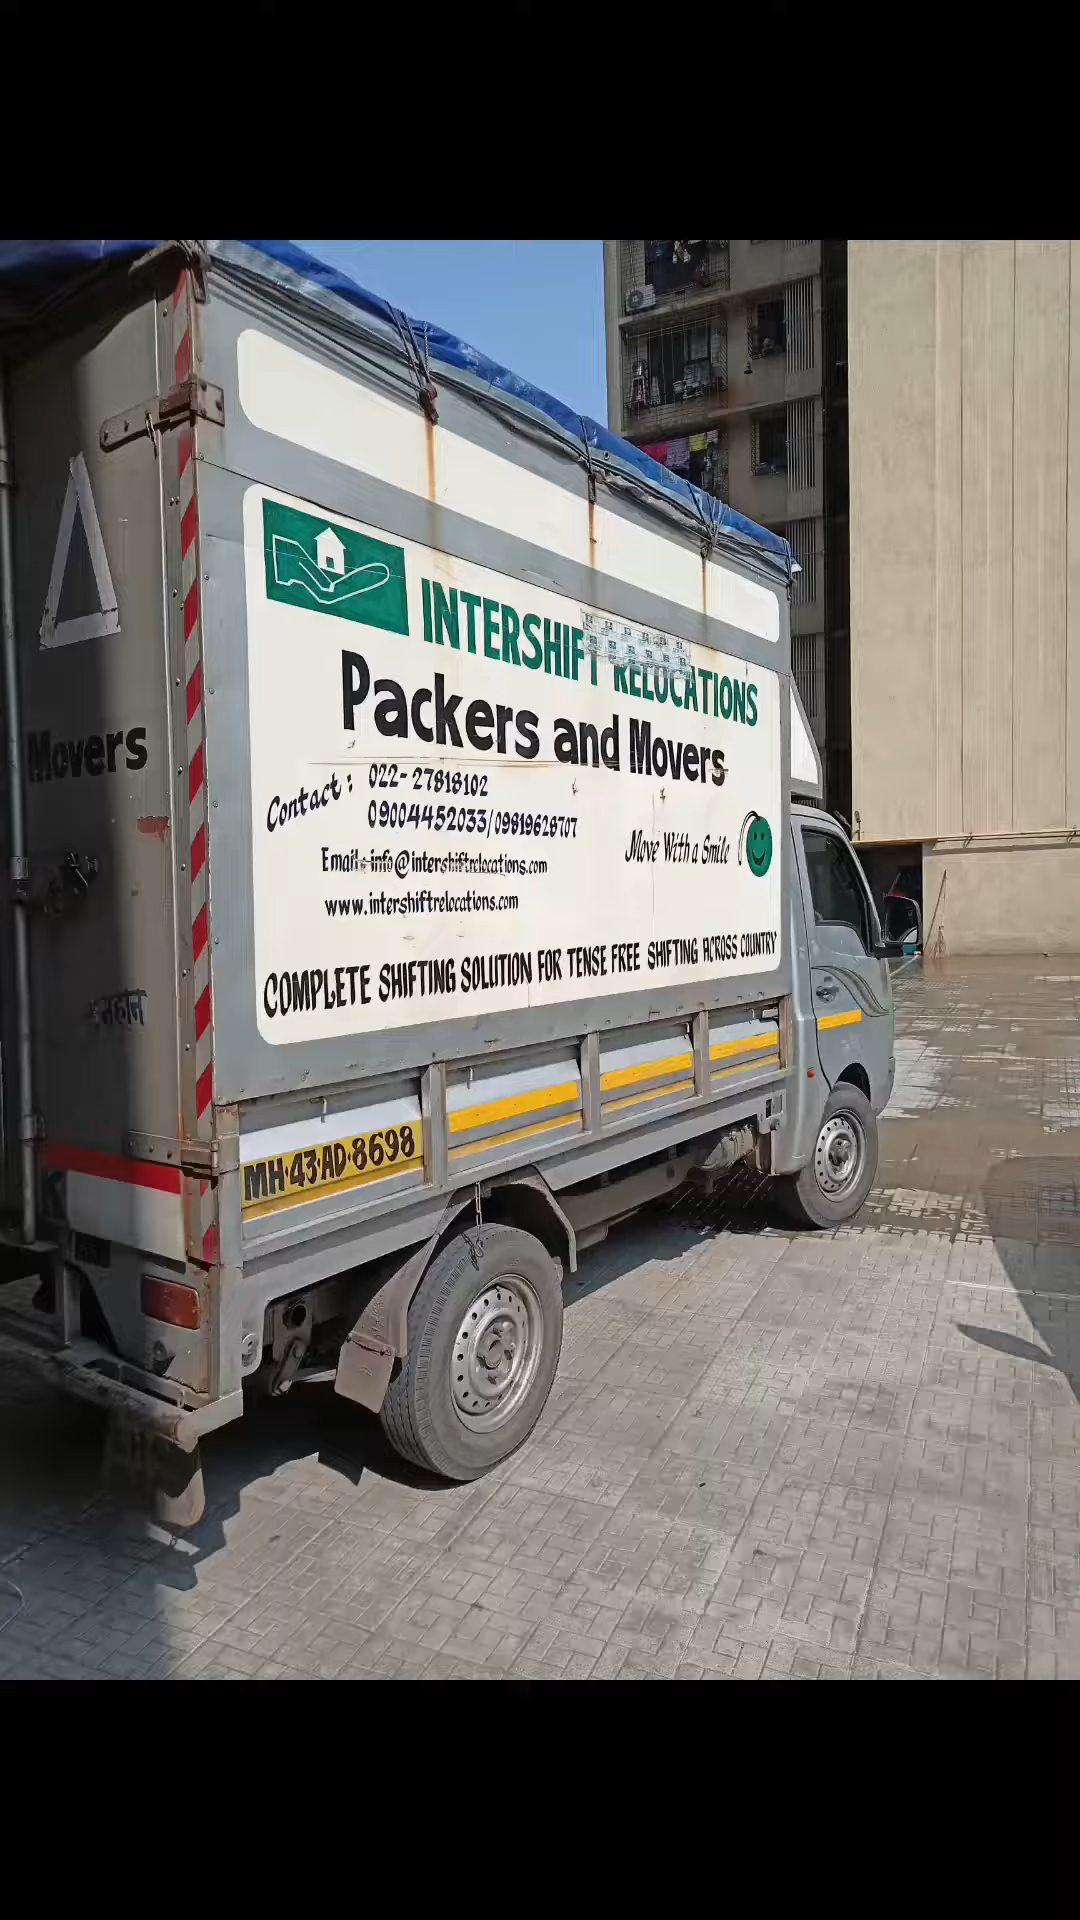 INTERSHIFT RELOCATIONS
Packers and Movers
Contact : 022-27818102
09004452033/09819628707
Email:-info@intershiftrelocations.com
www.intershiftrelocations.com
Move With a Smile
COMPLETE SHIFTING SOLUTION FOR TENSE FREE SHIFTING ACROSS COUNTRY
MH·43·AD·8698
Movers
महान